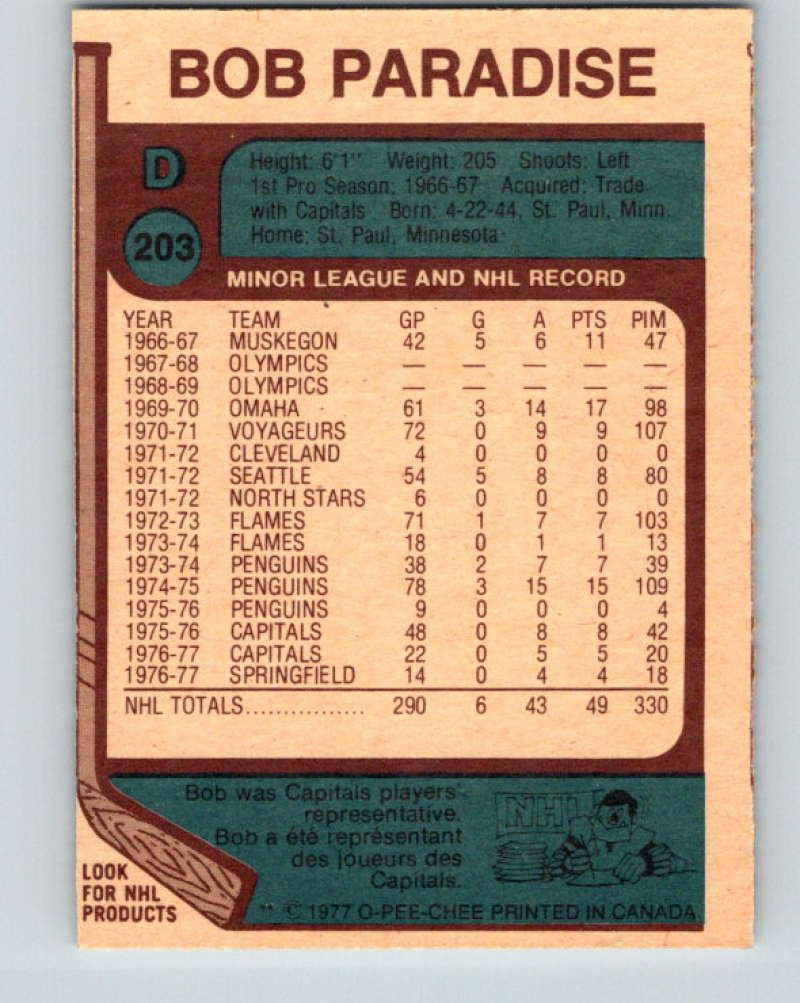 BOB PARADISE
D
203
Height: 6'1" Weight: 205 Shoots: Left
1st Pro Season: 1966-67 Acquired: Trade
with Capitals Born: 4-22-44, St. Paul, Minn.
Home: St. Paul, Minnesota
MINOR LEAGUE AND NHL RECORD
YEAR TEAM GP G A PTS PIM
1966-67 MUSKEGON 42 5 6 11 47
1967-68 OLYMPICS — — — — —
1968-69 OLYMPICS — — — — —
1969-70 OMAHA 61 3 14 17 98
1970-71 VOYAGEURS 72 0 9 9 107
1971-72 CLEVELAND 4 0 0 0 0
1971-72 SEATTLE 54 5 8 8 80
1971-72 NORTH STARS 6 0 0 0 0
1972-73 FLAMES 71 1 7 7 103
1973-74 FLAMES 18 0 1 1 13
1973-74 PENGUINS 38 2 7 7 39
1974-75 PENGUINS 78 3 15 15 109
1975-76 PENGUINS 9 0 0 0 4
1975-76 CAPITALS 48 0 8 8 42
1976-77 CAPITALS 22 0 5 5 20
1976-77 SPRINGFIELD 14 0 4 4 18
NHL TOTALS................ 290 6 43 49 330
Bob was Capitals players'
representative.
Bob a été représentant
des joueurs des
Capitals.
NHL
LOOK
FOR NHL
PRODUCTS
** © 1977 O-PEE-CHEE PRINTED IN CANADA